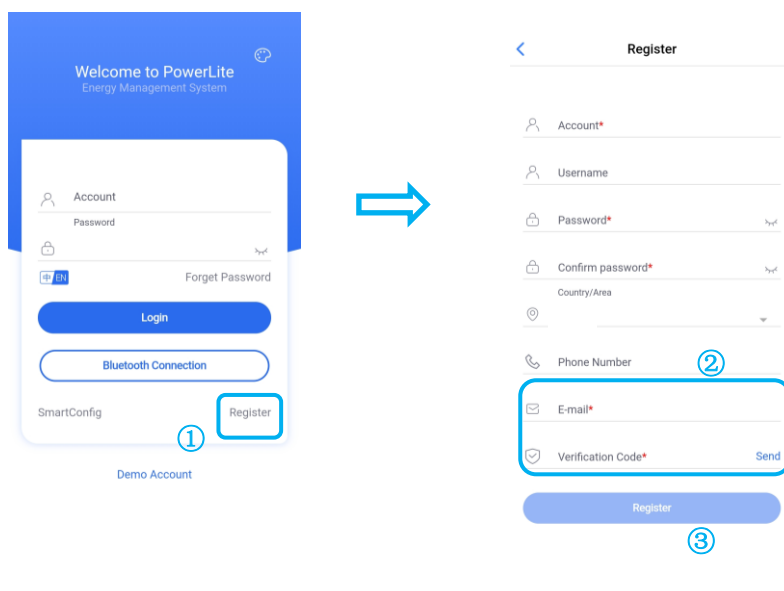 Welcome to PowerLite
Energy Management System
Account
Password
中 EN
Forget Password
Login
Bluetooth Connection
SmartConfig
Register
①
Demo Account
Register
Account*
Username
Password*
Confirm password*
Country/Area
Phone Number
②
E-mail*
Verification Code*
Send
Register
③